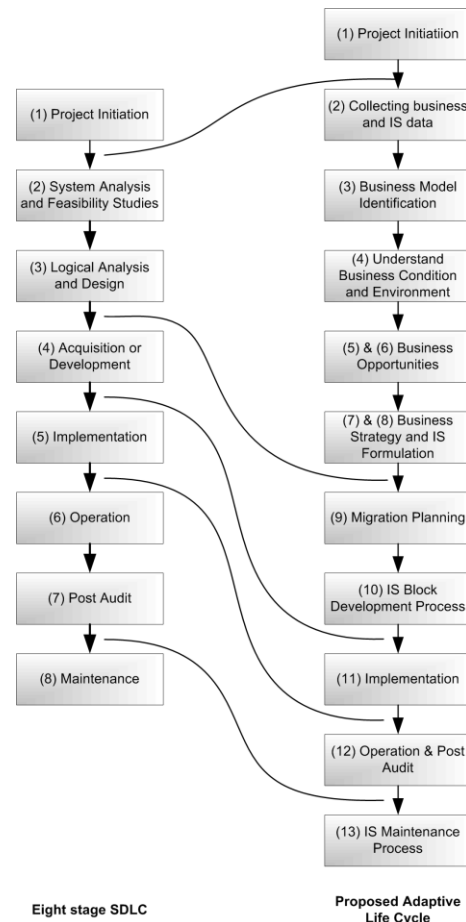 (1) Project Initiation
(2) System Analysis
and Feasibility Studies
(3) Logical Analysis
and Design
(4) Acquisition or
Development
(5) Implementation
(6) Operation
(7) Post Audit
(8) Maintenance
Eight stage SDLC
(1) Project Initiatiion
(2) Collecting business
and IS data
(3) Business Model
Identification
(4) Understand
Business Condition
and Environment
(5) & (6) Business
Opportunities
(7) & (8) Business
Strategy and IS
Formulation
(9) Migration Planning
(10) IS Block
Development Process
(11) Implementation
(12) Operation & Post
Audit
(13) IS Maintenance
Process
Proposed Adaptive
Life Cycle